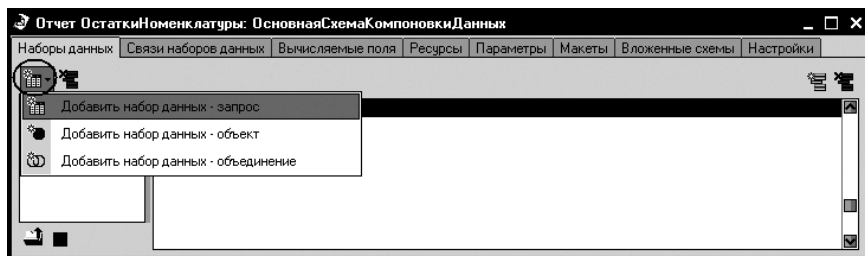 Отчет ОстаткиНоменклатуры: ОсновнаяСхемаКомпоновкиДанных
Наборы данных Связи наборов данных Вычисляемые поля Ресурсы Параметры Макеты Вложенные схемы Настройки
Добавить набор данных - запрос
Добавить набор данных - объект
Добавить набор данных - объединение